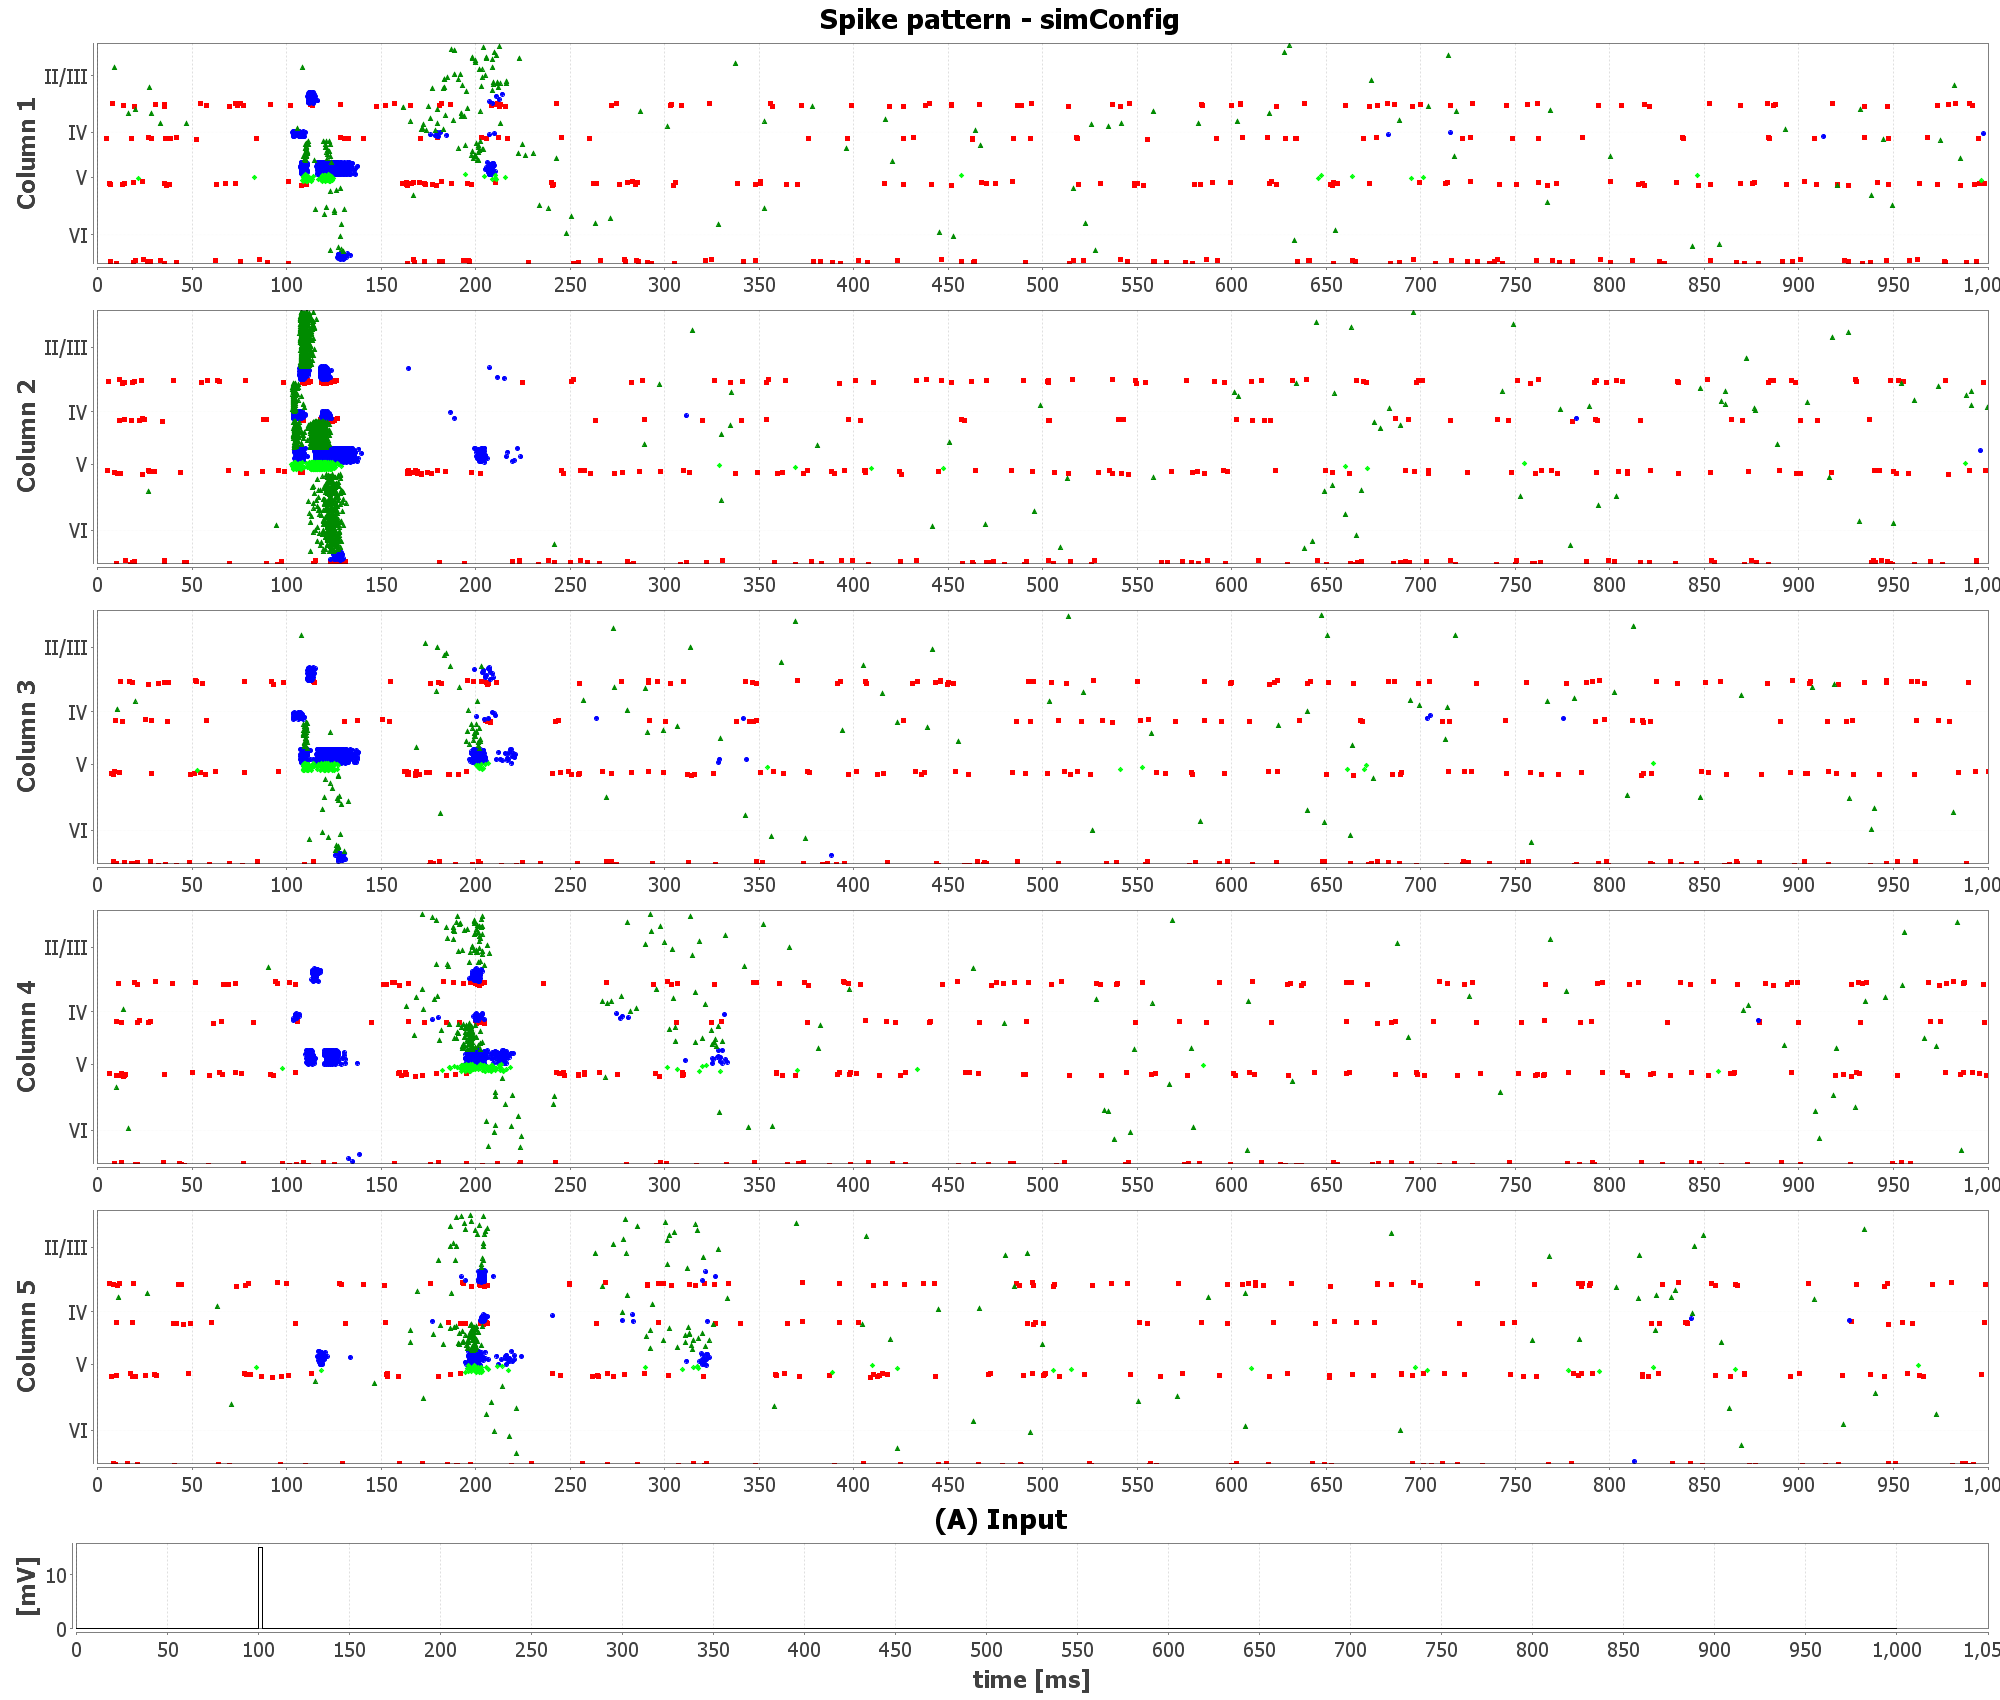 Spike pattern - simConfig
Column 1
II/III
IV
V
VI
0 50 100 150 200 250 300 350 400 450 500 550 600 650 700 750 800 850 900 950 1,00
Column 2
II/III
IV
V
VI
0 50 100 150 200 250 300 350 400 450 500 550 600 650 700 750 800 850 900 950 1,00
Column 3
II/III
IV
V
VI
0 50 100 150 200 250 300 350 400 450 500 550 600 650 700 750 800 850 900 950 1,00
Column 4
II/III
IV
V
VI
0 50 100 150 200 250 300 350 400 450 500 550 600 650 700 750 800 850 900 950 1,00
Column 5
II/III
IV
V
VI
0 50 100 150 200 250 300 350 400 450 500 550 600 650 700 750 800 850 900 950 1,00
(A) Input
[mV]
10
0
0 50 100 150 200 250 300 350 400 450 500 550 600 650 700 750 800 850 900 950 1,000 1,05
time [ms]